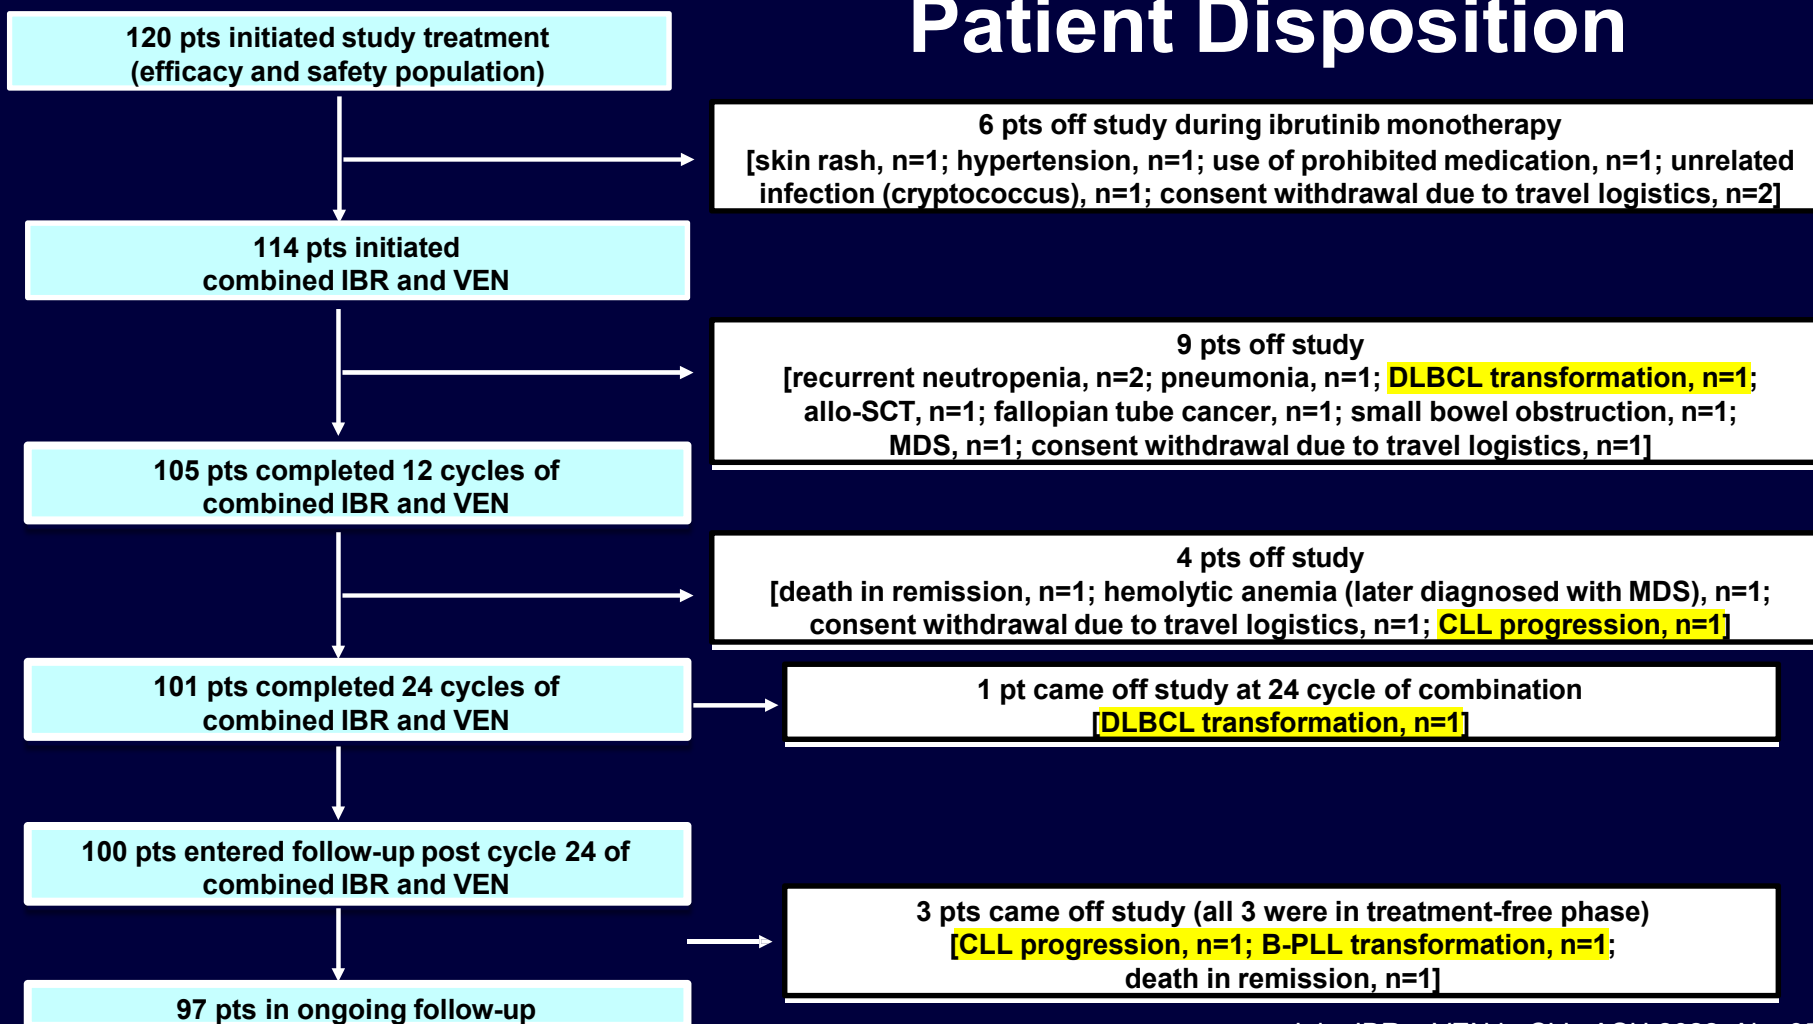 Patient Disposition
120 pts initiated study treatment
(efficacy and safety population)
6 pts off study during ibrutinib monotherapy
[skin rash, n=1; hypertension, n=1; use of prohibited medication, n=1; unrelated
infection (cryptococcus), n=1; consent withdrawal due to travel logistics, n=2]
114 pts initiated
combined IBR and VEN
9 pts off study
[recurrent neutropenia, n=2; pneumonia, n=1; DLBCL transformation, n=1;
allo-SCT, n=1; fallopian tube cancer, n=1; small bowel obstruction, n=1;
MDS, n=1; consent withdrawal due to travel logistics, n=1]
105 pts completed 12 cycles of
combined IBR and VEN
4 pts off study
[death in remission, n=1; hemolytic anemia (later diagnosed with MDS), n=1;
consent withdrawal due to travel logistics, n=1; CLL progression, n=1]
101 pts completed 24 cycles of
combined IBR and VEN
1 pt came off study at 24 cycle of combination
[DLBCL transformation, n=1]
100 pts entered follow-up post cycle 24 of
combined IBR and VEN
3 pts came off study (all 3 were in treatment-free phase)
[CLL progression, n=1; B-PLL transformation, n=1;
death in remission, n=1]
97 pts in ongoing follow-up